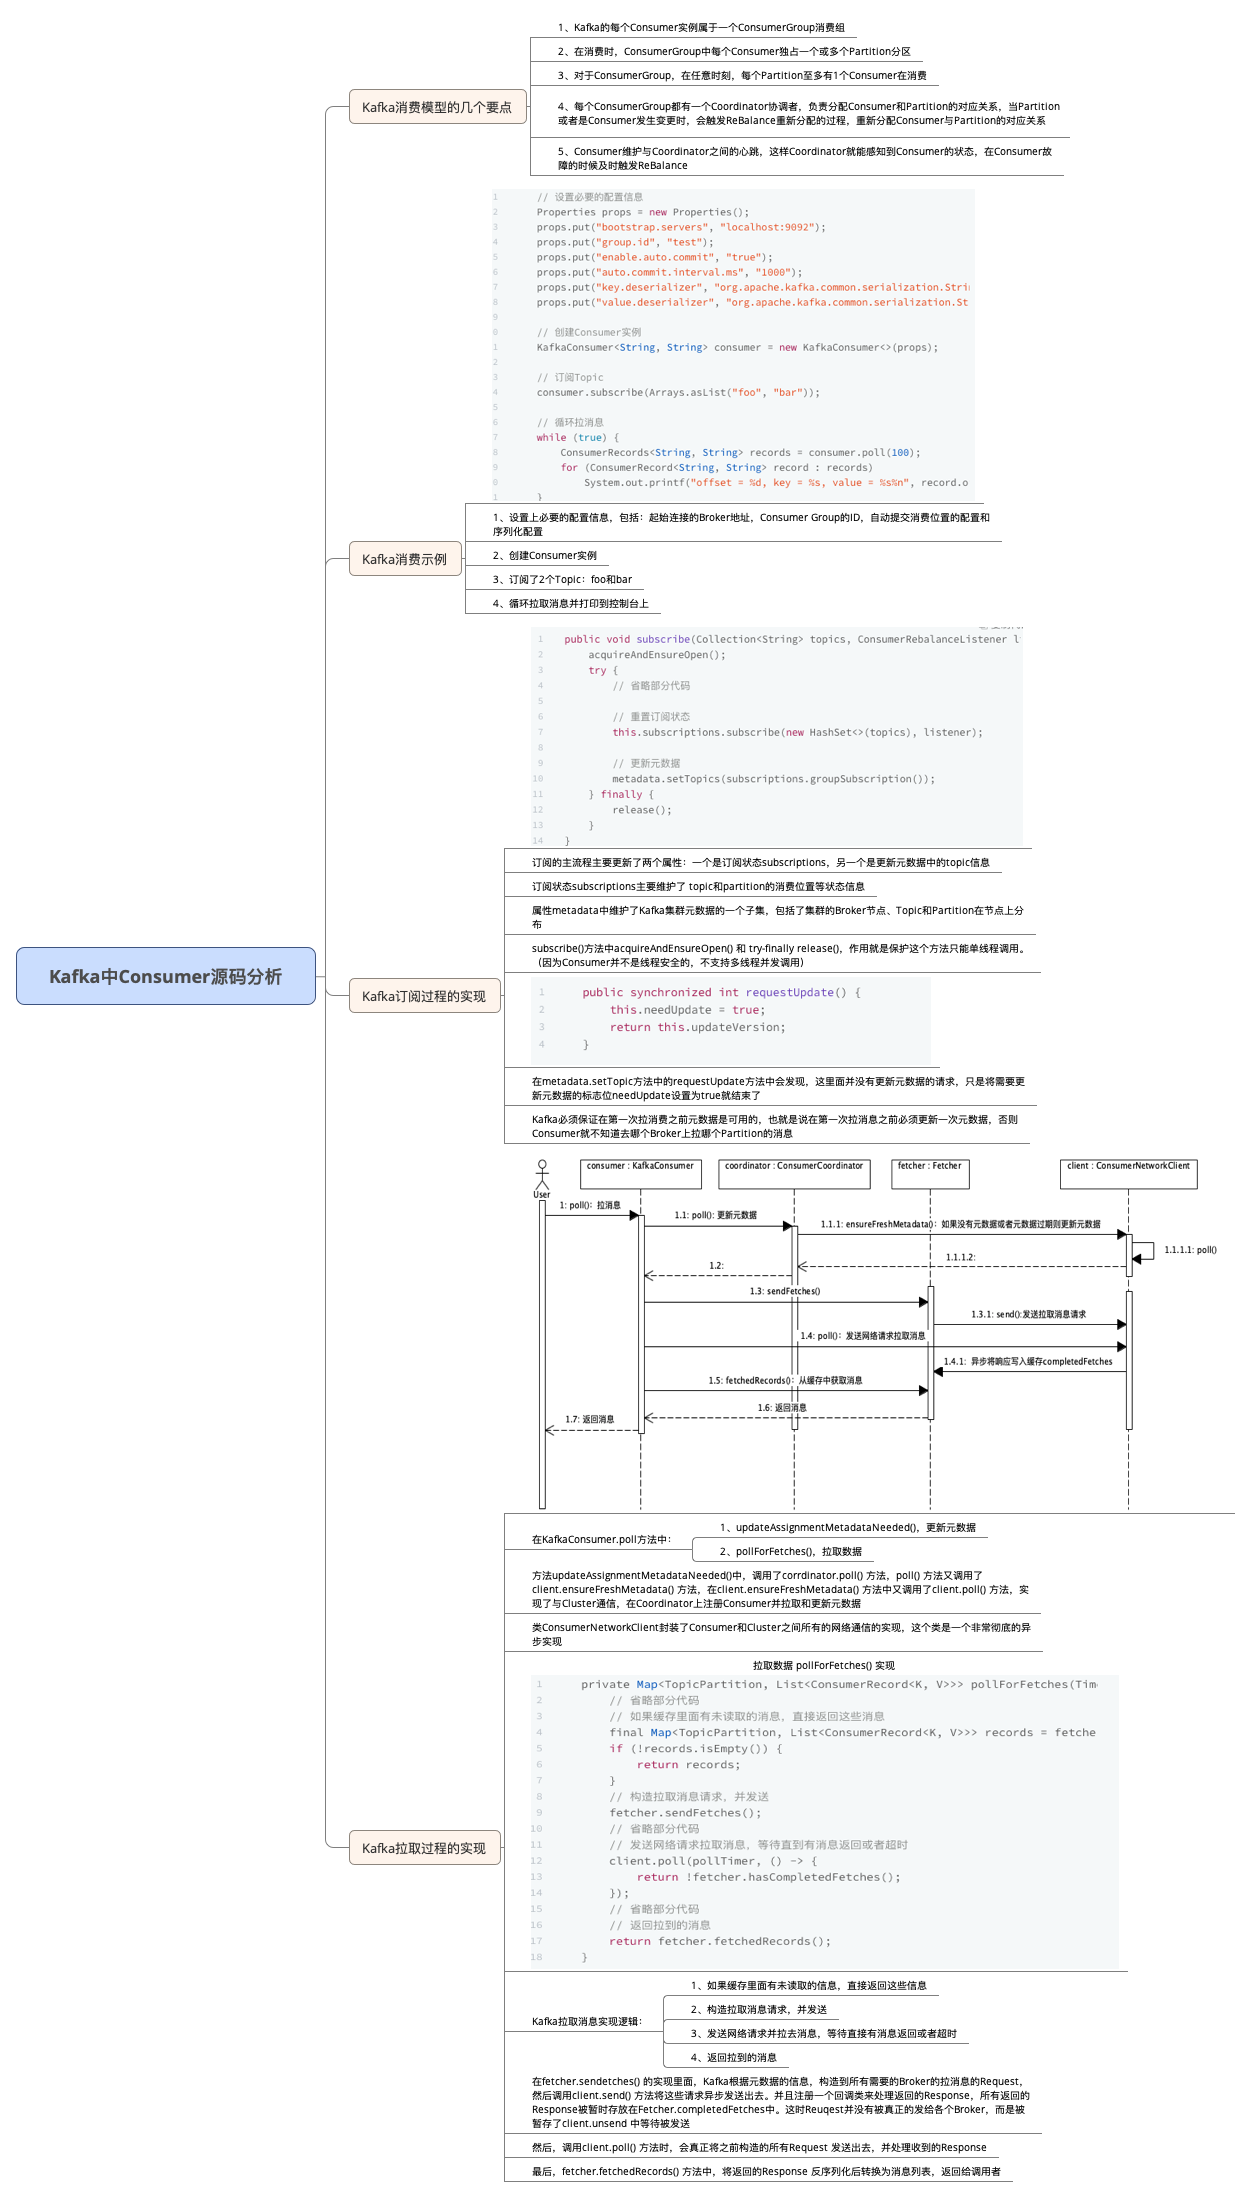 Kafka中Consumer源码分析
Kafka消费模型的几个要点
1、Kafka的每个Consumer实例属于一个ConsumerGroup消费组
2、在消费时，ConsumerGroup中每个Consumer独占一个或多个Partition分区
3、对于ConsumerGroup，在任意时刻，每个Partition至多有1个Consumer在消费
4、每个ConsumerGroup都有一个Coordinator协调者，负责分配Consumer和Partition的对应关系，当Partition
或者是Consumer发生变更时，会触发ReBalance重新分配的过程，重新分配Consumer与Partition的对应关系
5、Consumer维护与Coordinator之间的心跳，这样Coordinator就能感知到Consumer的状态，在Consumer故
障的时候及时触发ReBalance
Kafka消费示例
1 // 设置必要的配置信息
2 Properties props = new Properties();
3 props.put("bootstrap.servers", "localhost:9092");
4 props.put("group.id", "test");
5 props.put("enable.auto.commit", "true");
6 props.put("auto.commit.interval.ms", "1000");
7 props.put("key.deserializer", "org.apache.kafka.common.serialization.Strin
8 props.put("value.deserializer", "org.apache.kafka.common.serialization.St
9
0 // 创建Consumer实例
1 KafkaConsumer<String, String> consumer = new KafkaConsumer<>(props);
2
3 // 订阅Topic
4 consumer.subscribe(Arrays.asList("foo", "bar"));
5
6 // 循环拉消息
7 while (true) {
8 ConsumerRecords<String, String> records = consumer.poll(100);
9 for (ConsumerRecord<String, String> record : records)
0 System.out.printf("offset = %d, key = %s, value = %s%n", record.o
1 }
1、设置上必要的配置信息，包括：起始连接的Broker地址，Consumer Group的ID，自动提交消费位置的配置和
序列化配置
2、创建Consumer实例
3、订阅了2个Topic：foo和bar
4、循环拉取消息并打印到控制台上
Kafka订阅过程的实现
1 public void subscribe(Collection<String> topics, ConsumerRebalanceListener l
2 acquireAndEnsureOpen();
3 try {
4 // 省略部分代码
5
6 // 重置订阅状态
7 this.subscriptions.subscribe(new HashSet<>(topics), listener);
8
9 // 更新元数据
10 metadata.setTopics(subscriptions.groupSubscription());
11 } finally {
12 release();
13 }
14 }
订阅的主流程主要更新了两个属性：一个是订阅状态subscriptions，另一个是更新元数据中的topic信息
订阅状态subscriptions主要维护了 topic和partition的消费位置等状态信息
属性metadata中维护了Kafka集群元数据的一个子集，包括了集群的Broker节点、Topic和Partition在节点上分
布
subscribe()方法中acquireAndEnsureOpen() 和 try-finally release()，作用就是保护这个方法只能单线程调用。
（因为Consumer并不是线程安全的，不支持多线程并发调用）
1 public synchronized int requestUpdate() {
2 this.needUpdate = true;
3 return this.updateVersion;
4 }
在metadata.setTopic方法中的requestUpdate方法中会发现，这里面并没有更新元数据的请求，只是将需要更
新元数据的标志位needUpdate设置为true就结束了
Kafka必须保证在第一次拉消费之前元数据是可用的，也就是说在第一次拉消息之前必须更新一次元数据，否则
Consumer就不知道去哪个Broker上拉哪个Partition的消息
Kafka拉取过程的实现
User
consumer : KafkaConsumer
coordinator : ConsumerCoordinator
fetcher : Fetcher
client : ConsumerNetworkClient
1: poll()：拉消息
1.1: poll(): 更新元数据
1.1.1: ensureFreshMetadata()：如果没有元数据或者元数据过期则更新元数据
1.1.1.1: poll()
1.1.1.2:
1.2:
1.3: sendFetches()
1.3.1: send():发送拉取消息请求
1.4: poll()：发送网络请求拉取消息
1.4.1: 异步将响应写入缓存completedFetches
1.5: fetchedRecords()：从缓存中获取消息
1.6: 返回消息
1.7: 返回消息
在KafkaConsumer.poll方法中：
1、updateAssignmentMetadataNeeded()，更新元数据
2、pollForFetches()，拉取数据
方法updateAssignmentMetadataNeeded()中，调用了corrdinator.poll() 方法，poll() 方法又调用了
client.ensureFreshMetadata() 方法，在client.ensureFreshMetadata() 方法中又调用了client.poll() 方法，实
现了与Cluster通信，在Coordinator上注册Consumer并拉取和更新元数据
类ConsumerNetworkClient封装了Consumer和Cluster之间所有的网络通信的实现，这个类是一个非常彻底的异
步实现
拉取数据 pollForFetches() 实现
1 private Map<TopicPartition, List<ConsumerRecord<K, V>>> pollForFetches(Tim
2 // 省略部分代码
3 // 如果缓存里面有未读取的消息，直接返回这些消息
4 final Map<TopicPartition, List<ConsumerRecord<K, V>>> records = fetche
5 if (!records.isEmpty()) {
6 return records;
7 }
8 // 构造拉取消息请求，并发送
9 fetcher.sendFetches();
10 // 省略部分代码
11 // 发送网络请求拉取消息，等待直到有消息返回或者超时
12 client.poll(pollTimer, () -> {
13 return !fetcher.hasCompletedFetches();
14 });
15 // 省略部分代码
16 // 返回拉到的消息
17 return fetcher.fetchedRecords();
18 }
Kafka拉取消息实现逻辑：
1、如果缓存里面有未读取的信息，直接返回这些信息
2、构造拉取消息请求，并发送
3、发送网络请求并拉去消息，等待直接有消息返回或者超时
4、返回拉到的消息
在fetcher.sendetches() 的实现里面，Kafka根据元数据的信息，构造到所有需要的Broker的拉消息的Request，
然后调用client.send() 方法将这些请求异步发送出去。并且注册一个回调类来处理返回的Response，所有返回的
Response被暂时存放在Fetcher.completedFetches中。这时Reuqest并没有被真正的发给各个Broker，而是被
暂存了client.unsend 中等待被发送
然后，调用client.poll() 方法时，会真正将之前构造的所有Request 发送出去，并处理收到的Response
最后，fetcher.fetchedRecords() 方法中，将返回的Response 反序列化后转换为消息列表，返回给调用者